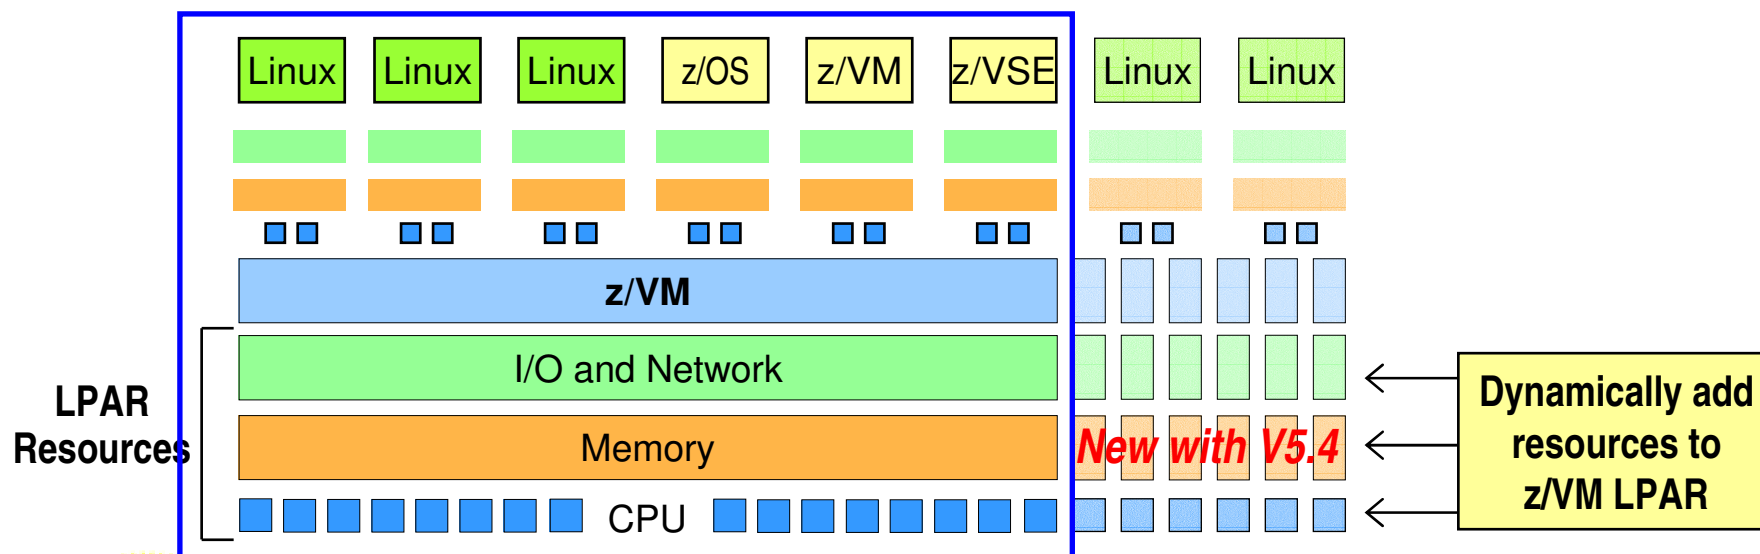 Linux Linux Linux z/OS z/VM z/VSE Linux Linux
z/VM
I/O and Network
LPAR
Resources
Memory
New with V5.4
CPU
Dynamically add
resources to
z/VM LPAR